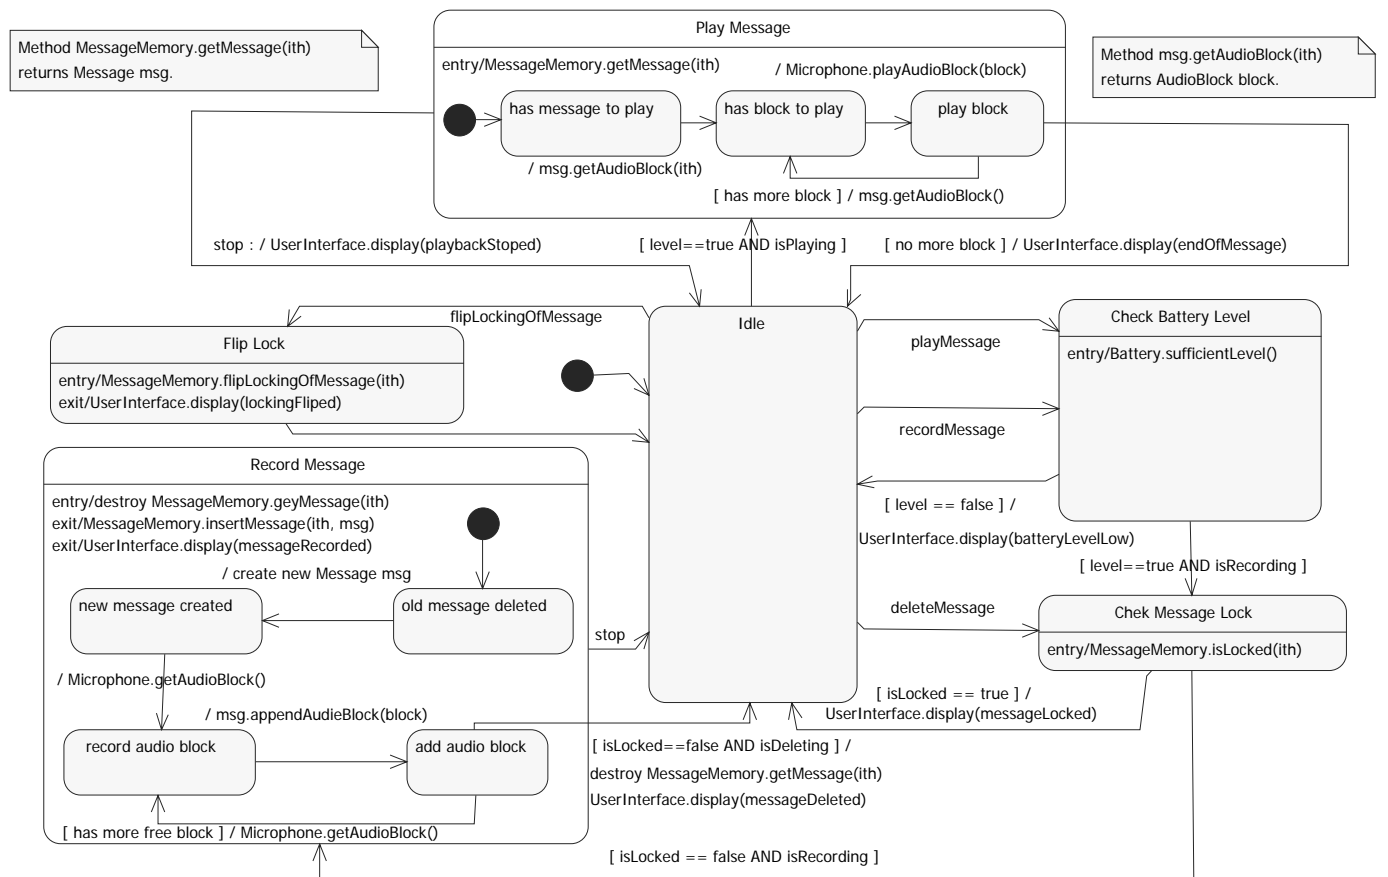 Play Message
Method MessageMemory.getMessage(ith)
returns Message msg.
Method msg.getAudioBlock(ith)
returns AudioBlock block.
entry/MessageMemory.getMessage(ith)
/ Microphone.playAudioBlock(block)
has message to play
has block to play
play block
/ msg.getAudioBlock(ith)
[ has more block ] / msg.getAudioBlock()
stop : / UserInterface.display(playbackStoped)
[ level==true AND isPlaying ]
[ no more block ] / UserInterface.display(endOfMessage)
flipLockingOfMessage
Idle
Check Battery Level
Flip Lock
playMessage
entry/Battery.sufficientLevel()
entry/MessageMemory.flipLockingOfMessage(ith)
exit/UserInterface.display(lockingFliped)
recordMessage
Record Message
entry/destroy MessageMemory.geyMessage(ith)
exit/MessageMemory.insertMessage(ith, msg)
exit/UserInterface.display(messageRecorded)
[ level == false ] /
UserInterface.display(batteryLevelLow)
[ level==true AND isRecording ]
/ create new Message msg
new message created
old message deleted
deleteMessage
Chek Message Lock
stop
entry/MessageMemory.isLocked(ith)
/ Microphone.getAudioBlock()
[ isLocked == true ] /
UserInterface.display(messageLocked)
/ msg.appendAudieBlock(block)
record audio block
add audio block
[ isLocked==false AND isDeleting ] /
destroy MessageMemory.getMessage(ith)
UserInterface.display(messageDeleted)
[ has more free block ] / Microphone.getAudioBlock()
[ isLocked == false AND isRecording ]